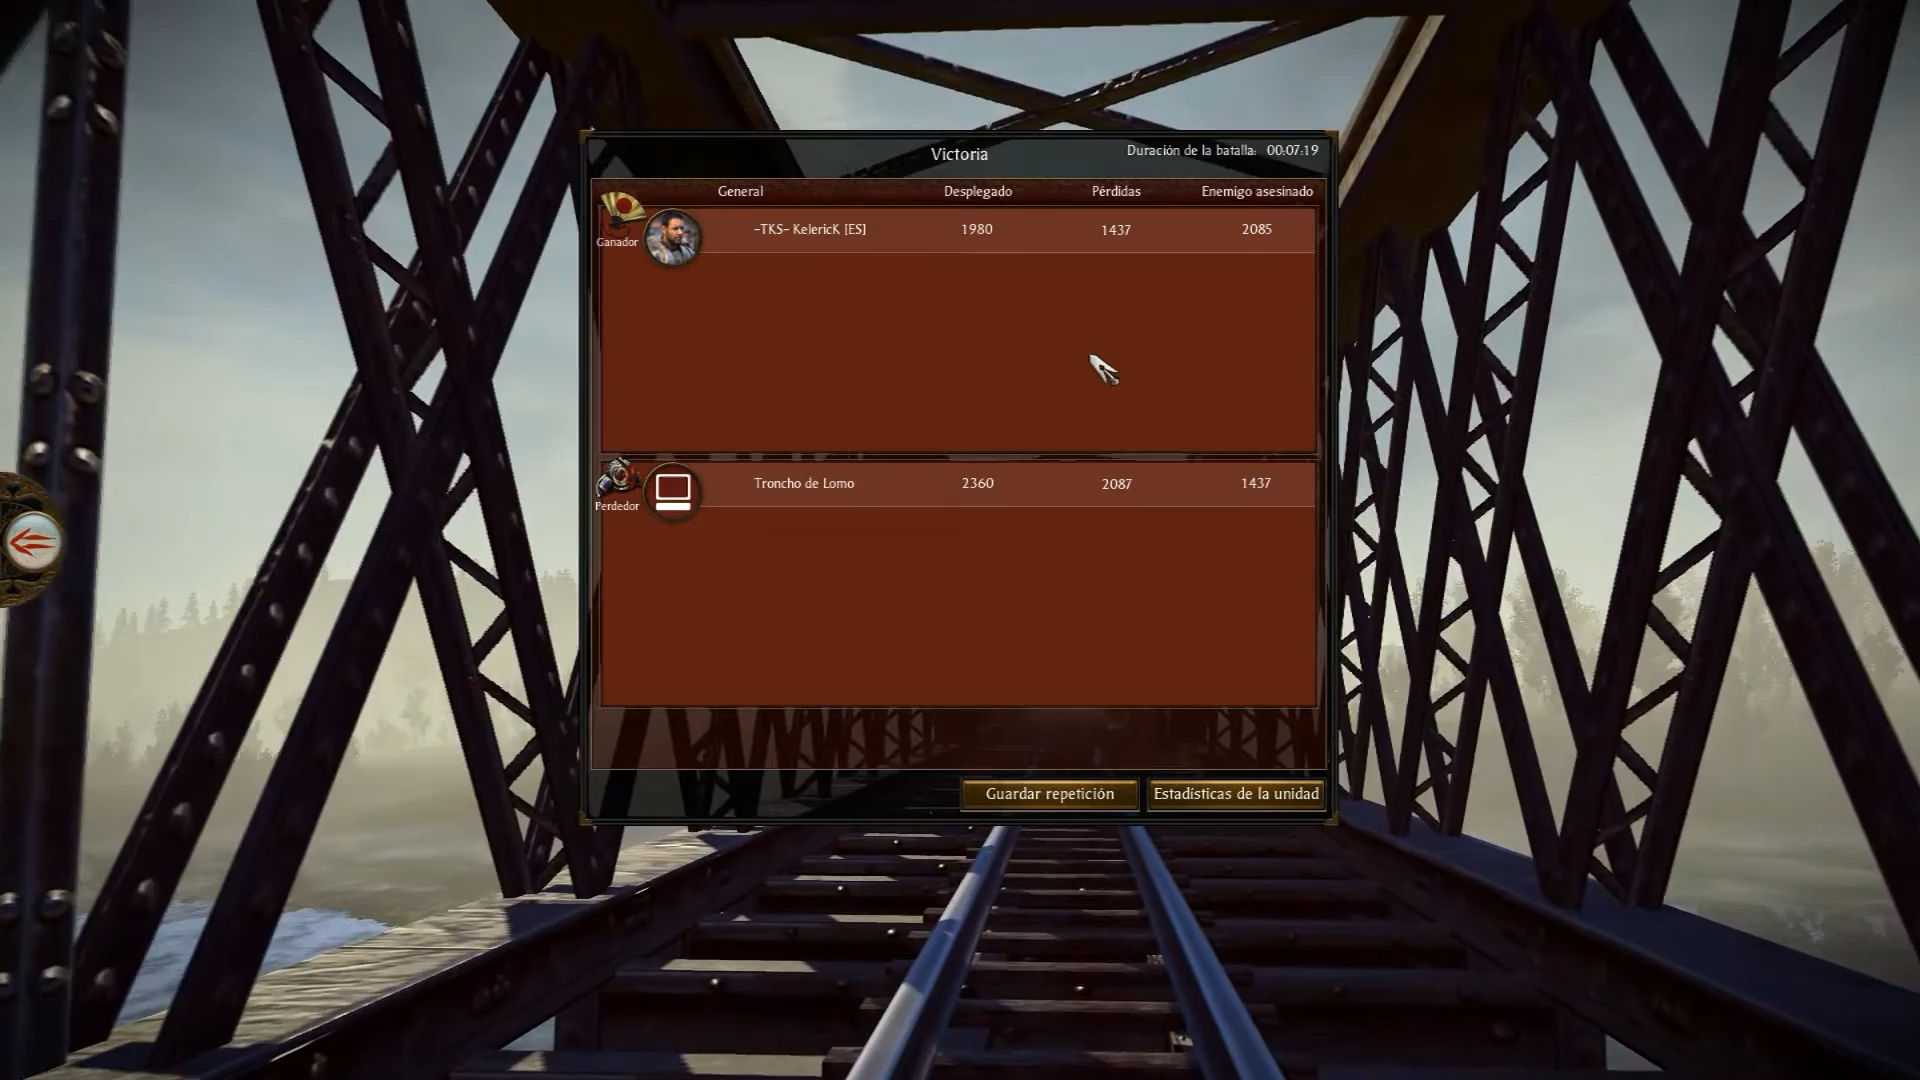 Victoria
Duración de la batalla: 00:07:19
General Desplegado Pérdidas Enemigo asesinado
Ganador
-TKS- KelericK [ES] 1980 1437 2085
Troncho de Lomo 2360 2087 1437
Perdedor
Guardar repetición Estadísticas de la unidad